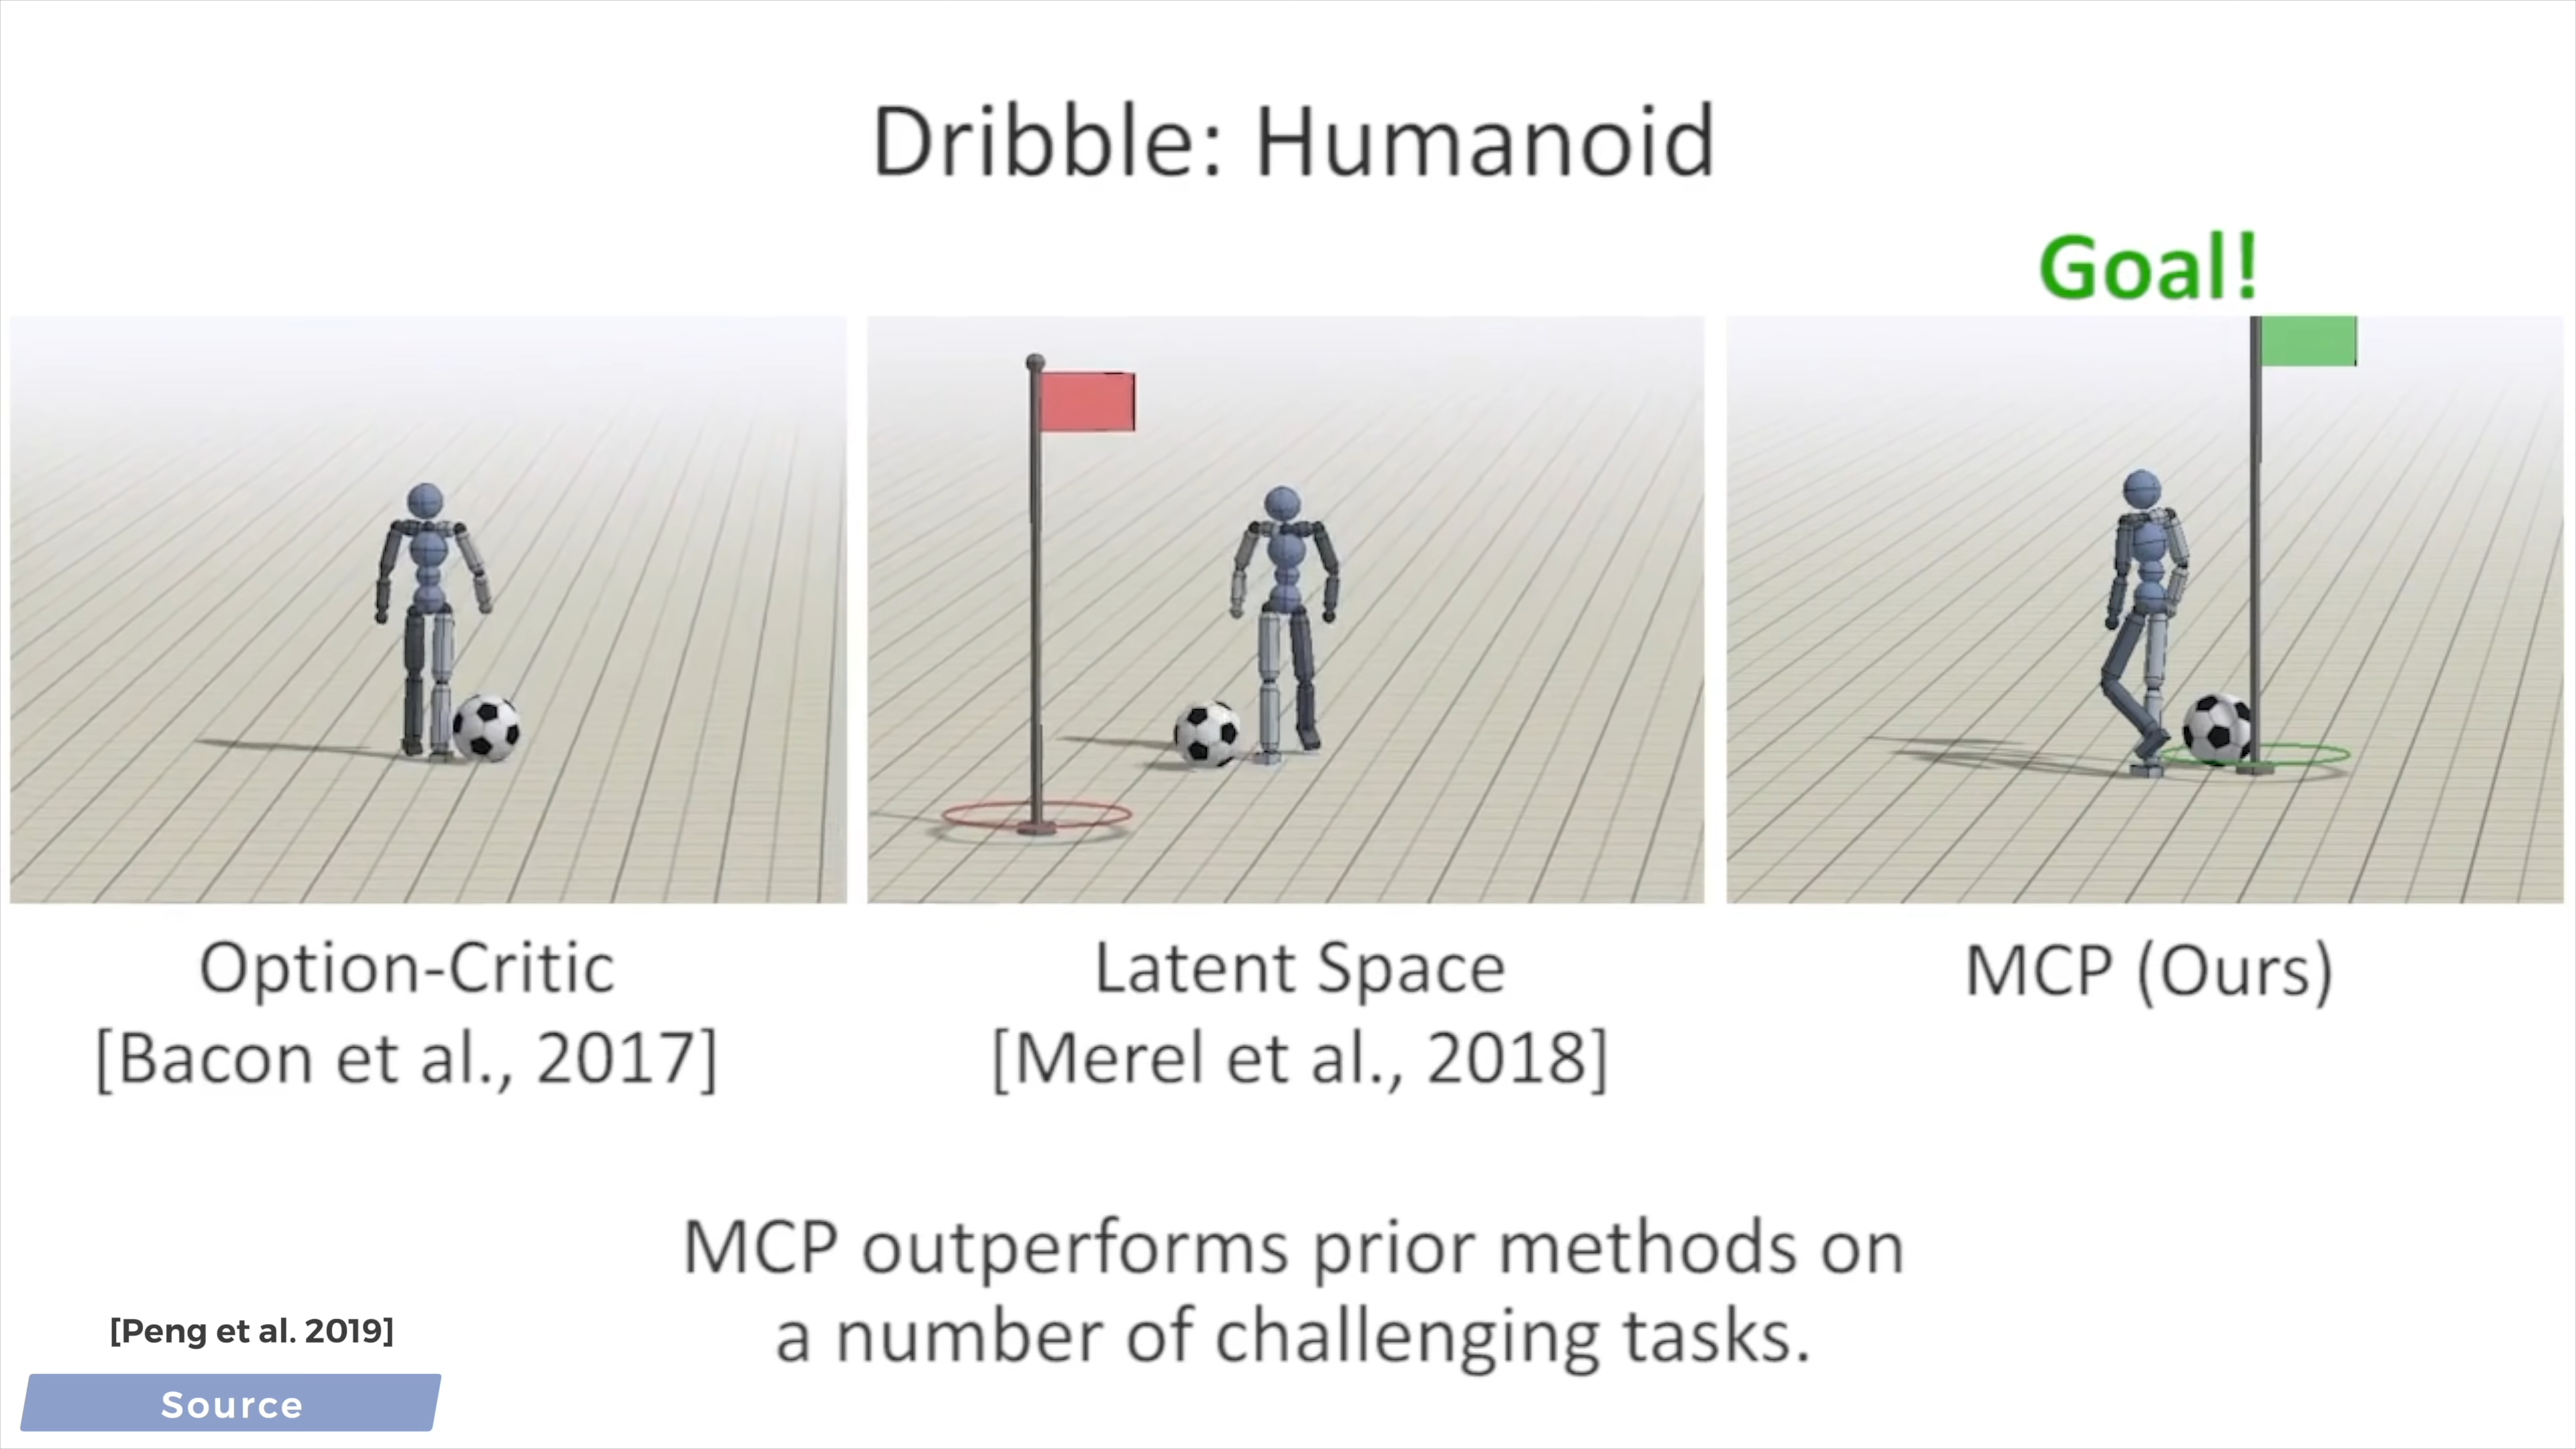 Dribble: Humanoid
Goal!
Option-Critic
[Bacon et al., 2017]
Latent Space
[Merel et al., 2018]
MCP (Ours)
MCP outperforms prior methods on
a number of challenging tasks.
[Peng et al. 2019]
Source